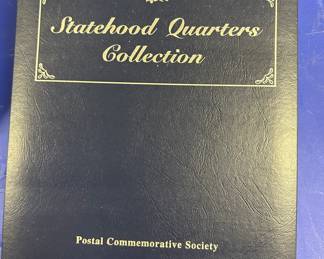 Statehood Quarters
Collection
Postal Commemorative Society